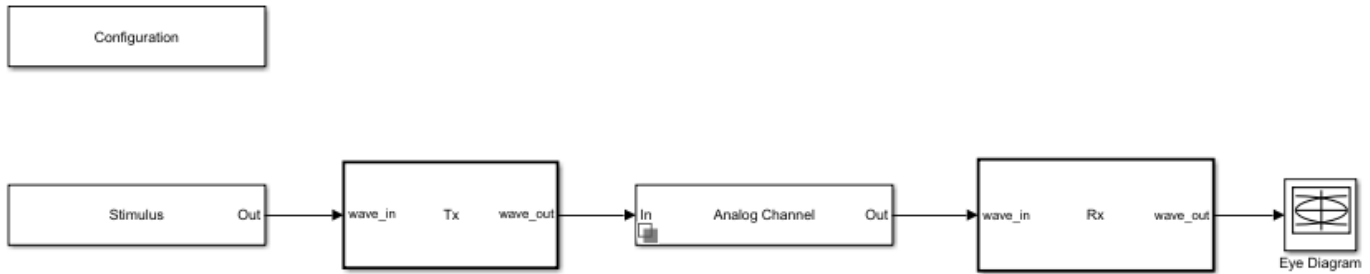 Configuration
Stimulus Out wave_in Tx wave_out In Analog Channel Out wave_in Rx wave_out
Eye Diagram